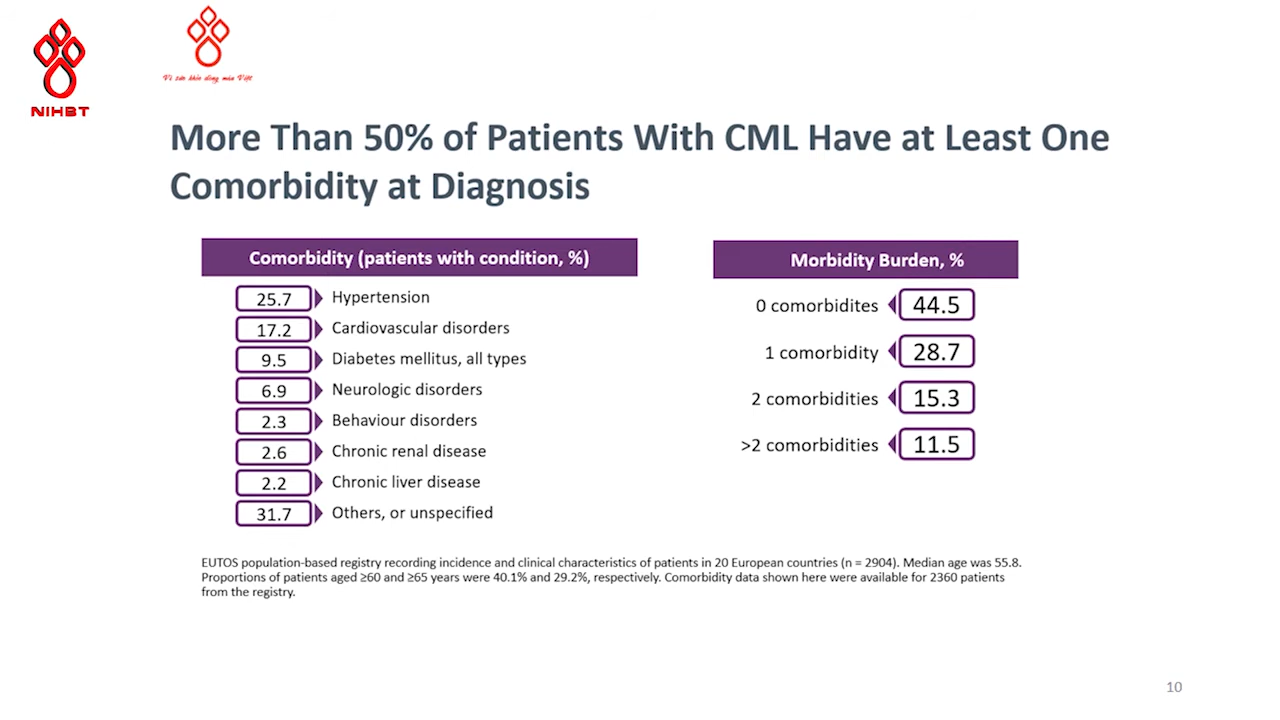 NIHBT
Vì sức khỏe dòng máu Việt
More Than 50% of Patients With CML Have at Least One
Comorbidity at Diagnosis
Comorbidity (patients with condition, %)
25.7 Hypertension
17.2 Cardiovascular disorders
9.5 Diabetes mellitus, all types
6.9 Neurologic disorders
2.3 Behaviour disorders
2.6 Chronic renal disease
2.2 Chronic liver disease
31.7 Others, or unspecified
Morbidity Burden, %
0 comorbidites 44.5
1 comorbidity 28.7
2 comorbidities 15.3
>2 comorbidities 11.5
EUTOS population-based registry recording incidence and clinical characteristics of patients in 20 European countries (n = 2904). Median age was 55.8.
Proportions of patients aged ≥60 and ≥65 years were 40.1% and 29.2%, respectively. Comorbidity data shown here were available for 2360 patients
from the registry.
10